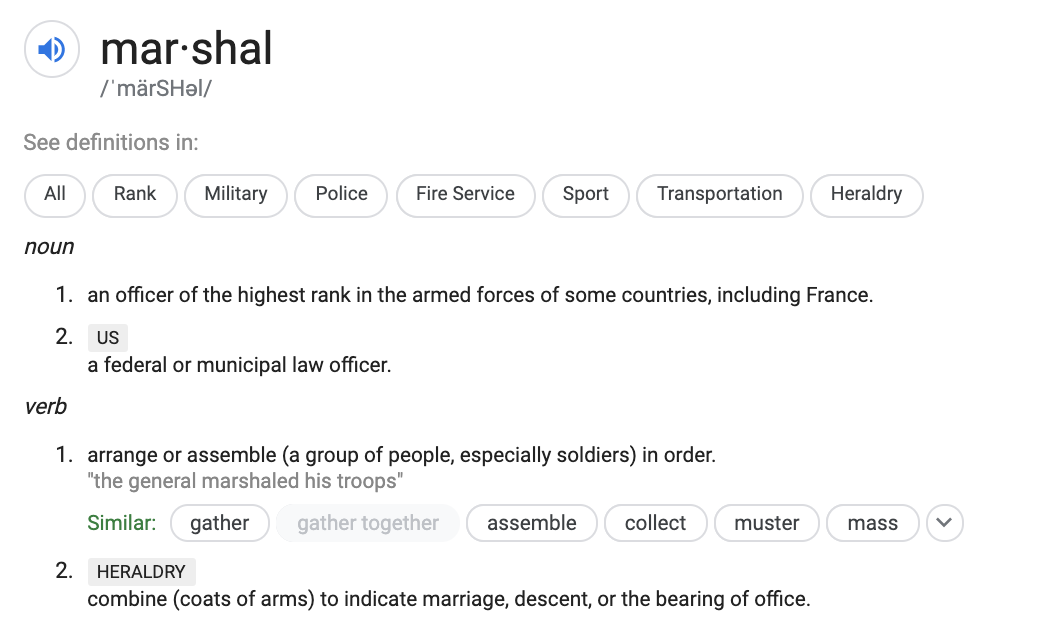 mar·shal
/ˈmärSHəl/
See definitions in:
All Rank Military Police Fire Service Sport Transportation Heraldry
noun
1. an officer of the highest rank in the armed forces of some countries, including France.
2. US
a federal or municipal law officer.
verb
1. arrange or assemble (a group of people, especially soldiers) in order.
"the general marshaled his troops"
Similar: gather gather together assemble collect muster mass
2. HERALDRY
combine (coats of arms) to indicate marriage, descent, or the bearing of office.